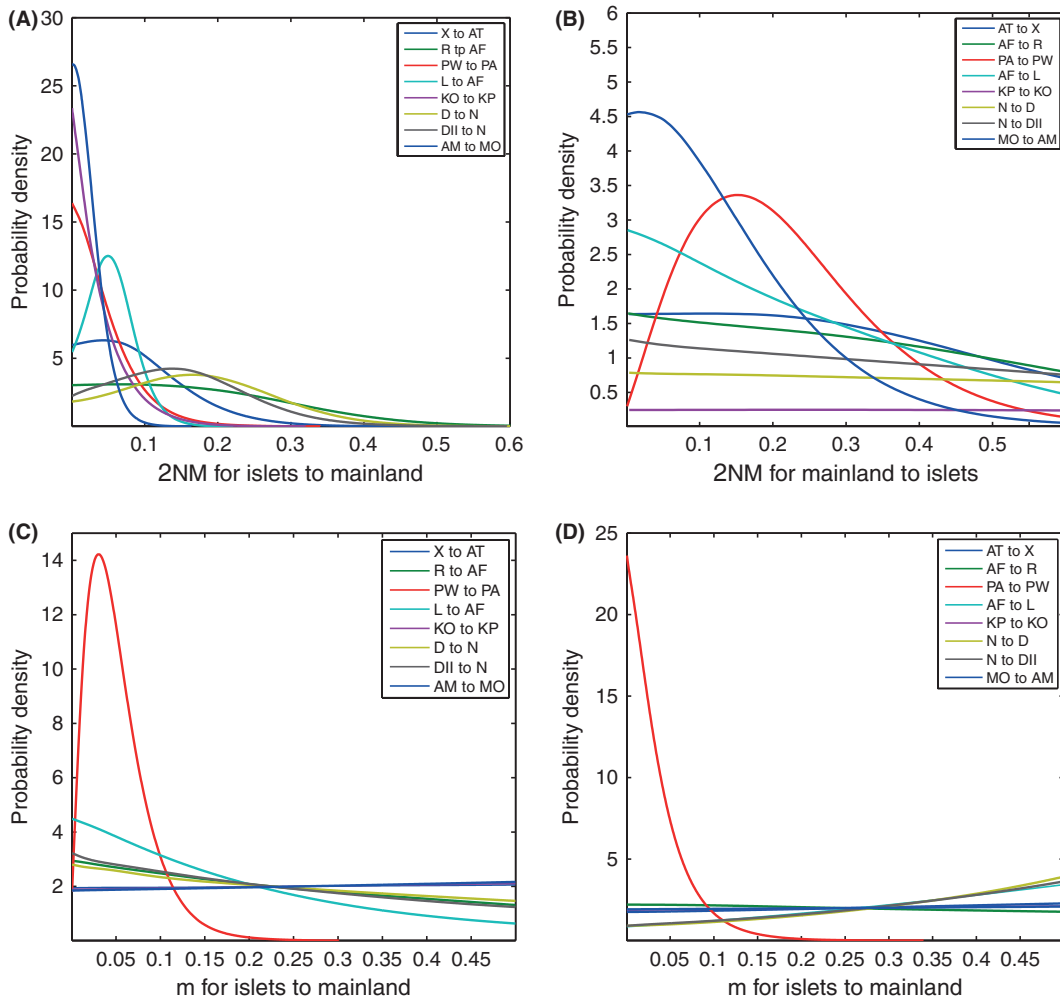 (A)
30
25
20
15
10
5
Probability density
0.1 0.2 0.3 0.4 0.5 0.6
2NM for islets to mainland
X to AT
R tp AF
PW to PA
L to AF
KO to KP
D to N
DII to N
AM to MO
(B)
6
5.5
5
4.5
4
3.5
3
2.5
2
1.5
1
0.5
Probability density
0.1 0.2 0.3 0.4 0.5
2NM for mainland to islets
AT to X
AF to R
PA to PW
AF to L
KP to KO
N to D
N to DII
MO to AM
(C)
14
12
10
8
6
4
2
Probability density
0.05 0.1 0.15 0.2 0.25 0.3 0.35 0.4 0.45
m for islets to mainland
X to AT
R to AF
PW to PA
L to AF
KO to KP
D to N
DII to N
AM to MO
(D)
25
20
15
10
5
Probability density
0.05 0.1 0.15 0.2 0.25 0.3 0.35 0.4 0.45
m for islets to mainland
AT to X
AF to R
PA to PW
AF to L
KP to KO
N to D
N to DII
MO to AM